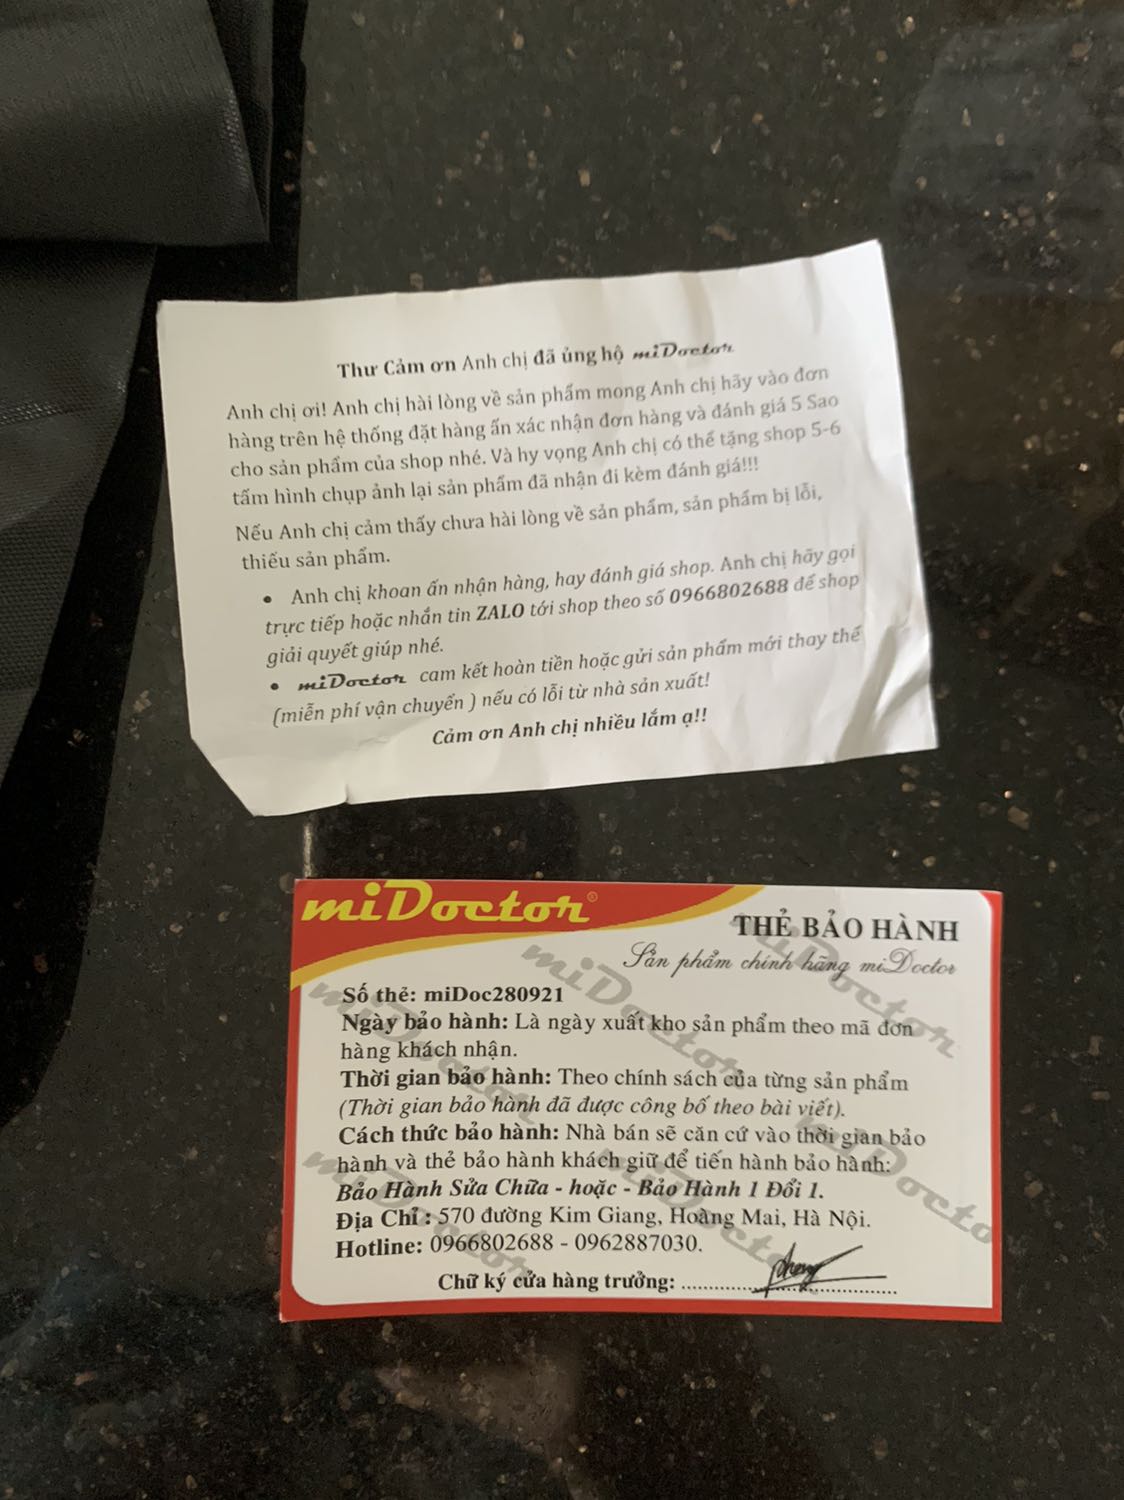 Thư Cảm ơn Anh chị đã ủng hộ miDoctor
Anh chị ơi! Anh chị hài lòng về sản phẩm mong Anh chị hãy vào đơn
hàng trên hệ thống đặt hàng ấn xác nhận đơn hàng và đánh giá 5 Sao
cho sản phẩm của shop nhé. Và hy vọng Anh chị có thể tặng shop 5-6
tấm hình chụp ảnh lại sản phẩm đã nhận đi kèm đánh giá!!!
Nếu Anh chị cảm thấy chưa hài lòng về sản phẩm, sản phẩm bị lỗi,
thiếu sản phẩm.
• Anh chị khoan ấn nhận hàng, hay đánh giá shop. Anh chị hãy gọi
trực tiếp hoặc nhắn tin ZALO tới shop theo số 0966802688 để shop
giải quyết giúp nhé.
• miDoctor cam kết hoàn tiền hoặc gửi sản phẩm mới thay thế
(miễn phí vận chuyển ) nếu có lỗi từ nhà sản xuất!
Cảm ơn Anh chị nhiều lắm ạ!!
miDoctor®
THẺ BẢO HÀNH
Sản phẩm chính hãng miDoctor
Số thẻ: miDoc280921
Ngày bảo hành: Là ngày xuất kho sản phẩm theo mã đơn
hàng khách nhận.
Thời gian bảo hành: Theo chính sách của từng sản phẩm
(Thời gian bảo hành đã được công bố theo bài viết).
Cách thức bảo hành: Nhà bán sẽ căn cứ vào thời gian bảo
hành và thẻ bảo hành khách giữ để tiến hành bảo hành:
Bảo Hành Sửa Chữa - hoặc - Bảo Hành 1 Đổi 1.
Địa Chỉ : 570 đường Kim Giang, Hoàng Mai, Hà Nội.
Hotline: 0966802688 - 0962887030.
Chữ ký cửa hàng trưởng: ........................................